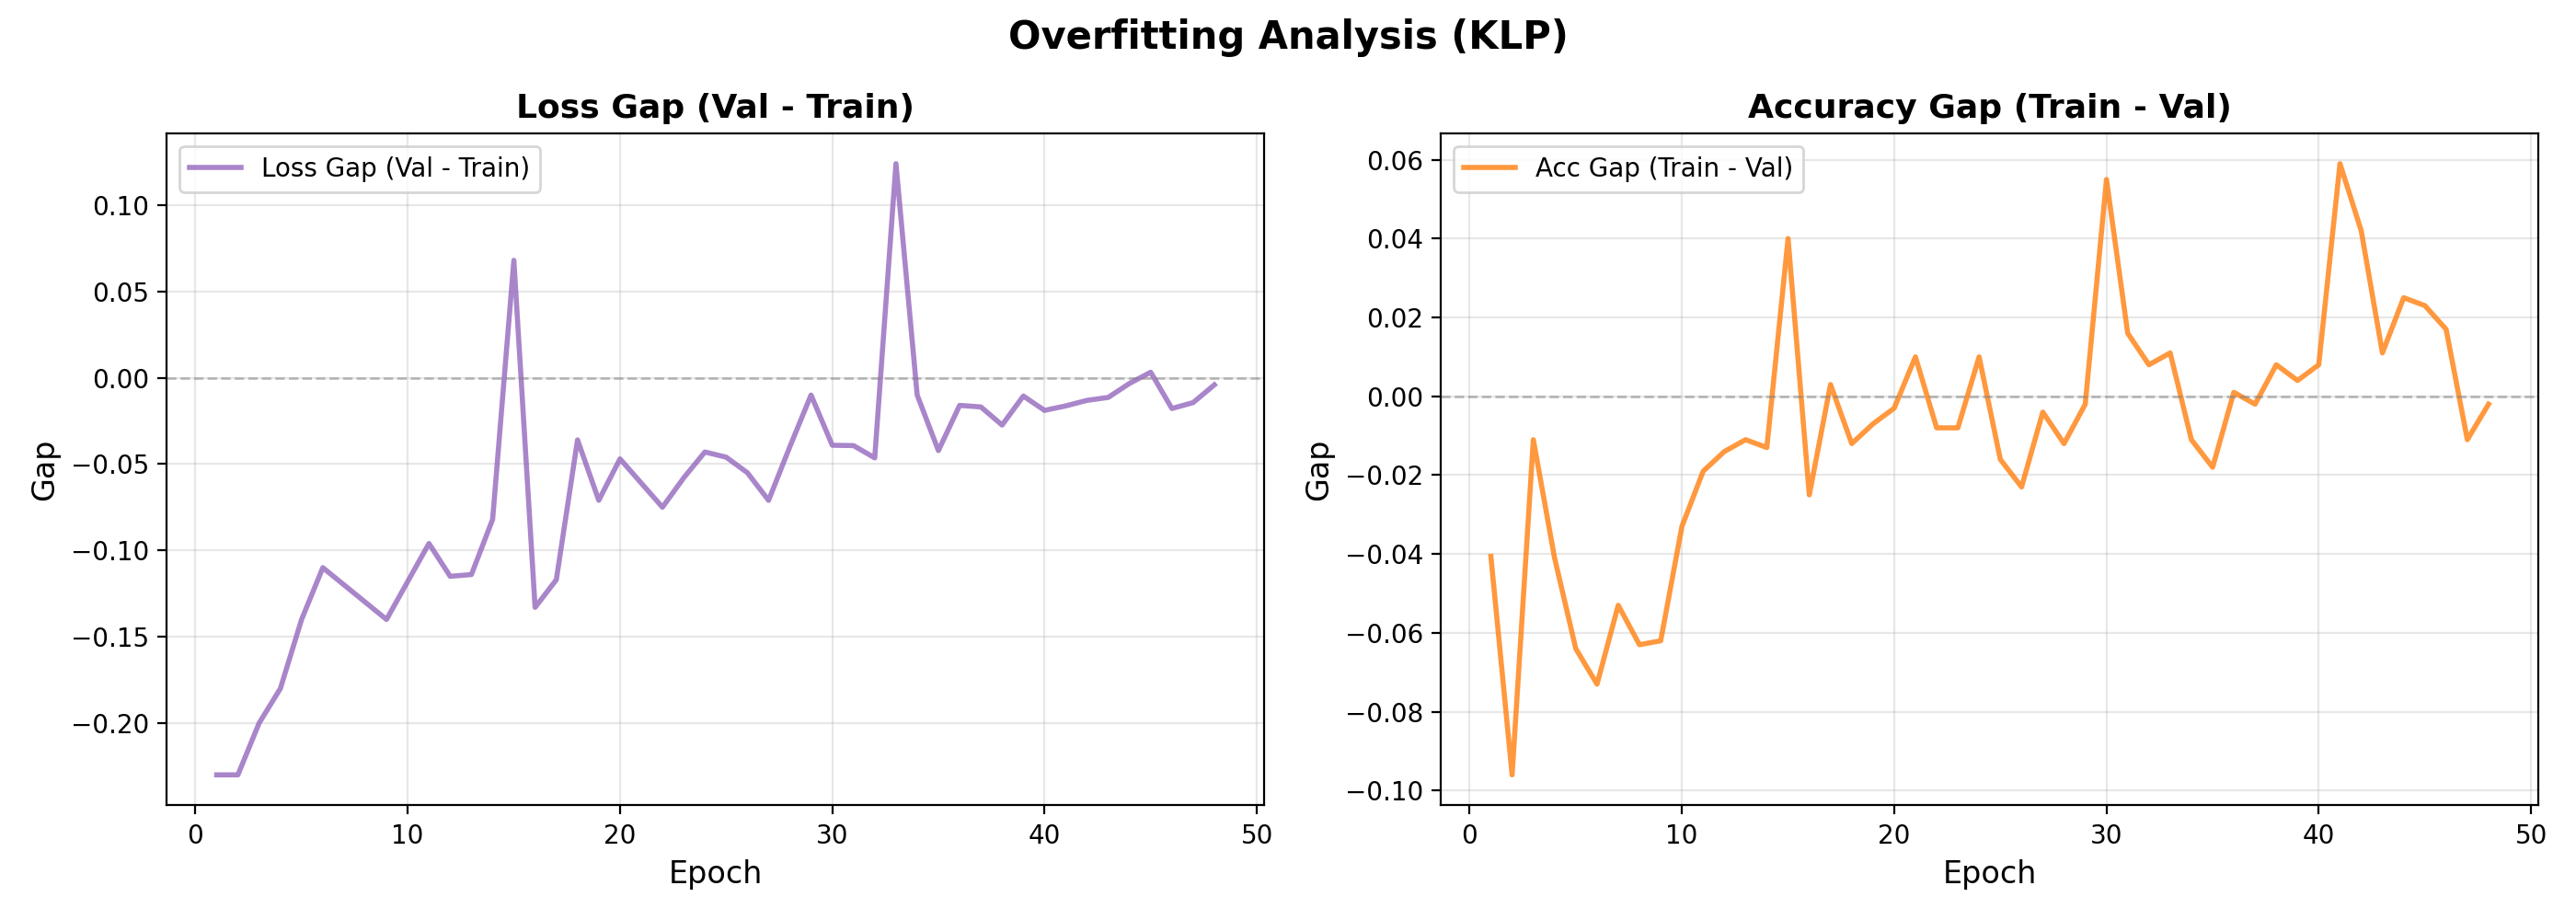 Overfitting Analysis (KLP)
Loss Gap (Val - Train)
Loss Gap (Val - Train)
0.10
0.05
0.00
−0.05
−0.10
−0.15
−0.20
Gap
0 10 20 30 40 50
Epoch
Accuracy Gap (Train - Val)
Acc Gap (Train - Val)
0.06
0.04
0.02
0.00
−0.02
−0.04
−0.06
−0.08
−0.10
Gap
0 10 20 30 40 50
Epoch